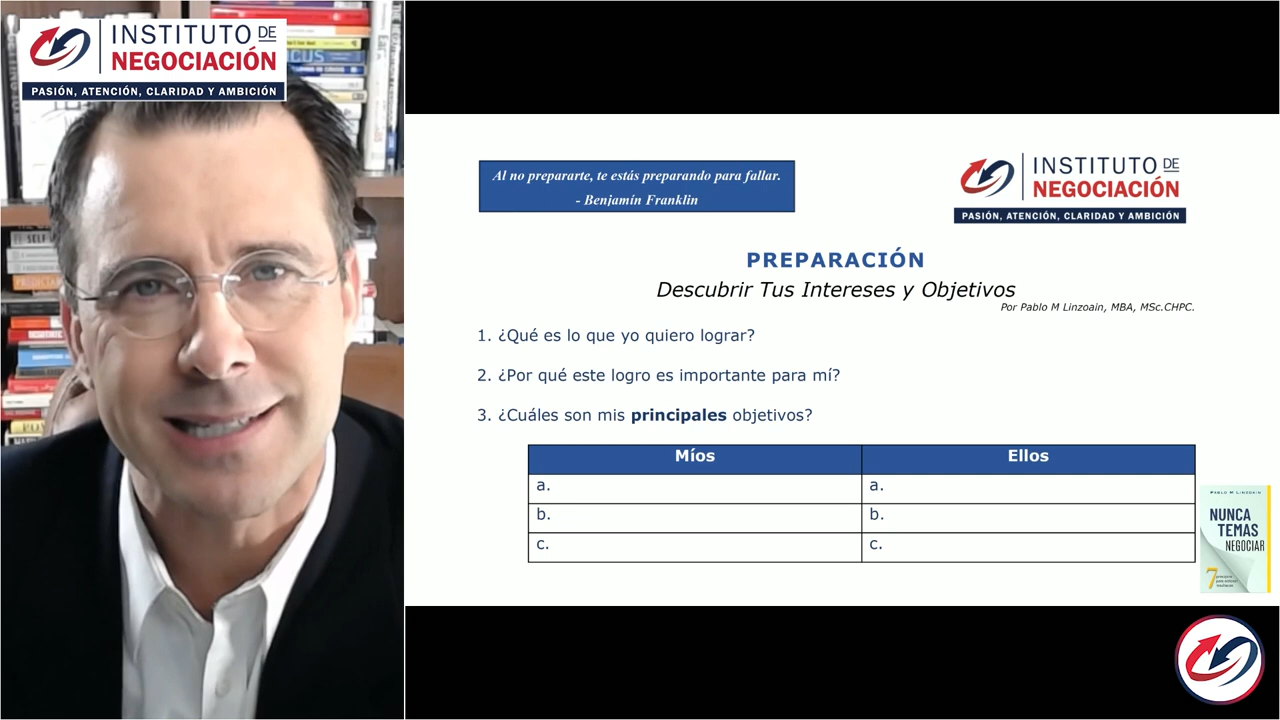 INSTITUTO DE
NEGOCIACIÓN
PASIÓN, ATENCIÓN, CLARIDAD Y AMBICIÓN
SELF
Al no prepararte, te estás preparando para fallar.
- Benjamín Franklin
INSTITUTO DE
NEGOCIACIÓN
PASIÓN, ATENCIÓN, CLARIDAD Y AMBICIÓN
PREPARACIÓN
Descubrir Tus Intereses y Objetivos
Por Pablo M Linzoain, MBA, MSc.CHPC.
1. ¿Qué es lo que yo quiero lograr?
2. ¿Por qué este logro es importante para mí?
3. ¿Cuáles son mis principales objetivos?
Míos Ellos
a. a.
b. b.
c. c.
PABLO M LINZOAIN
NUNCA
TEMAS
NEGOCIAR
7